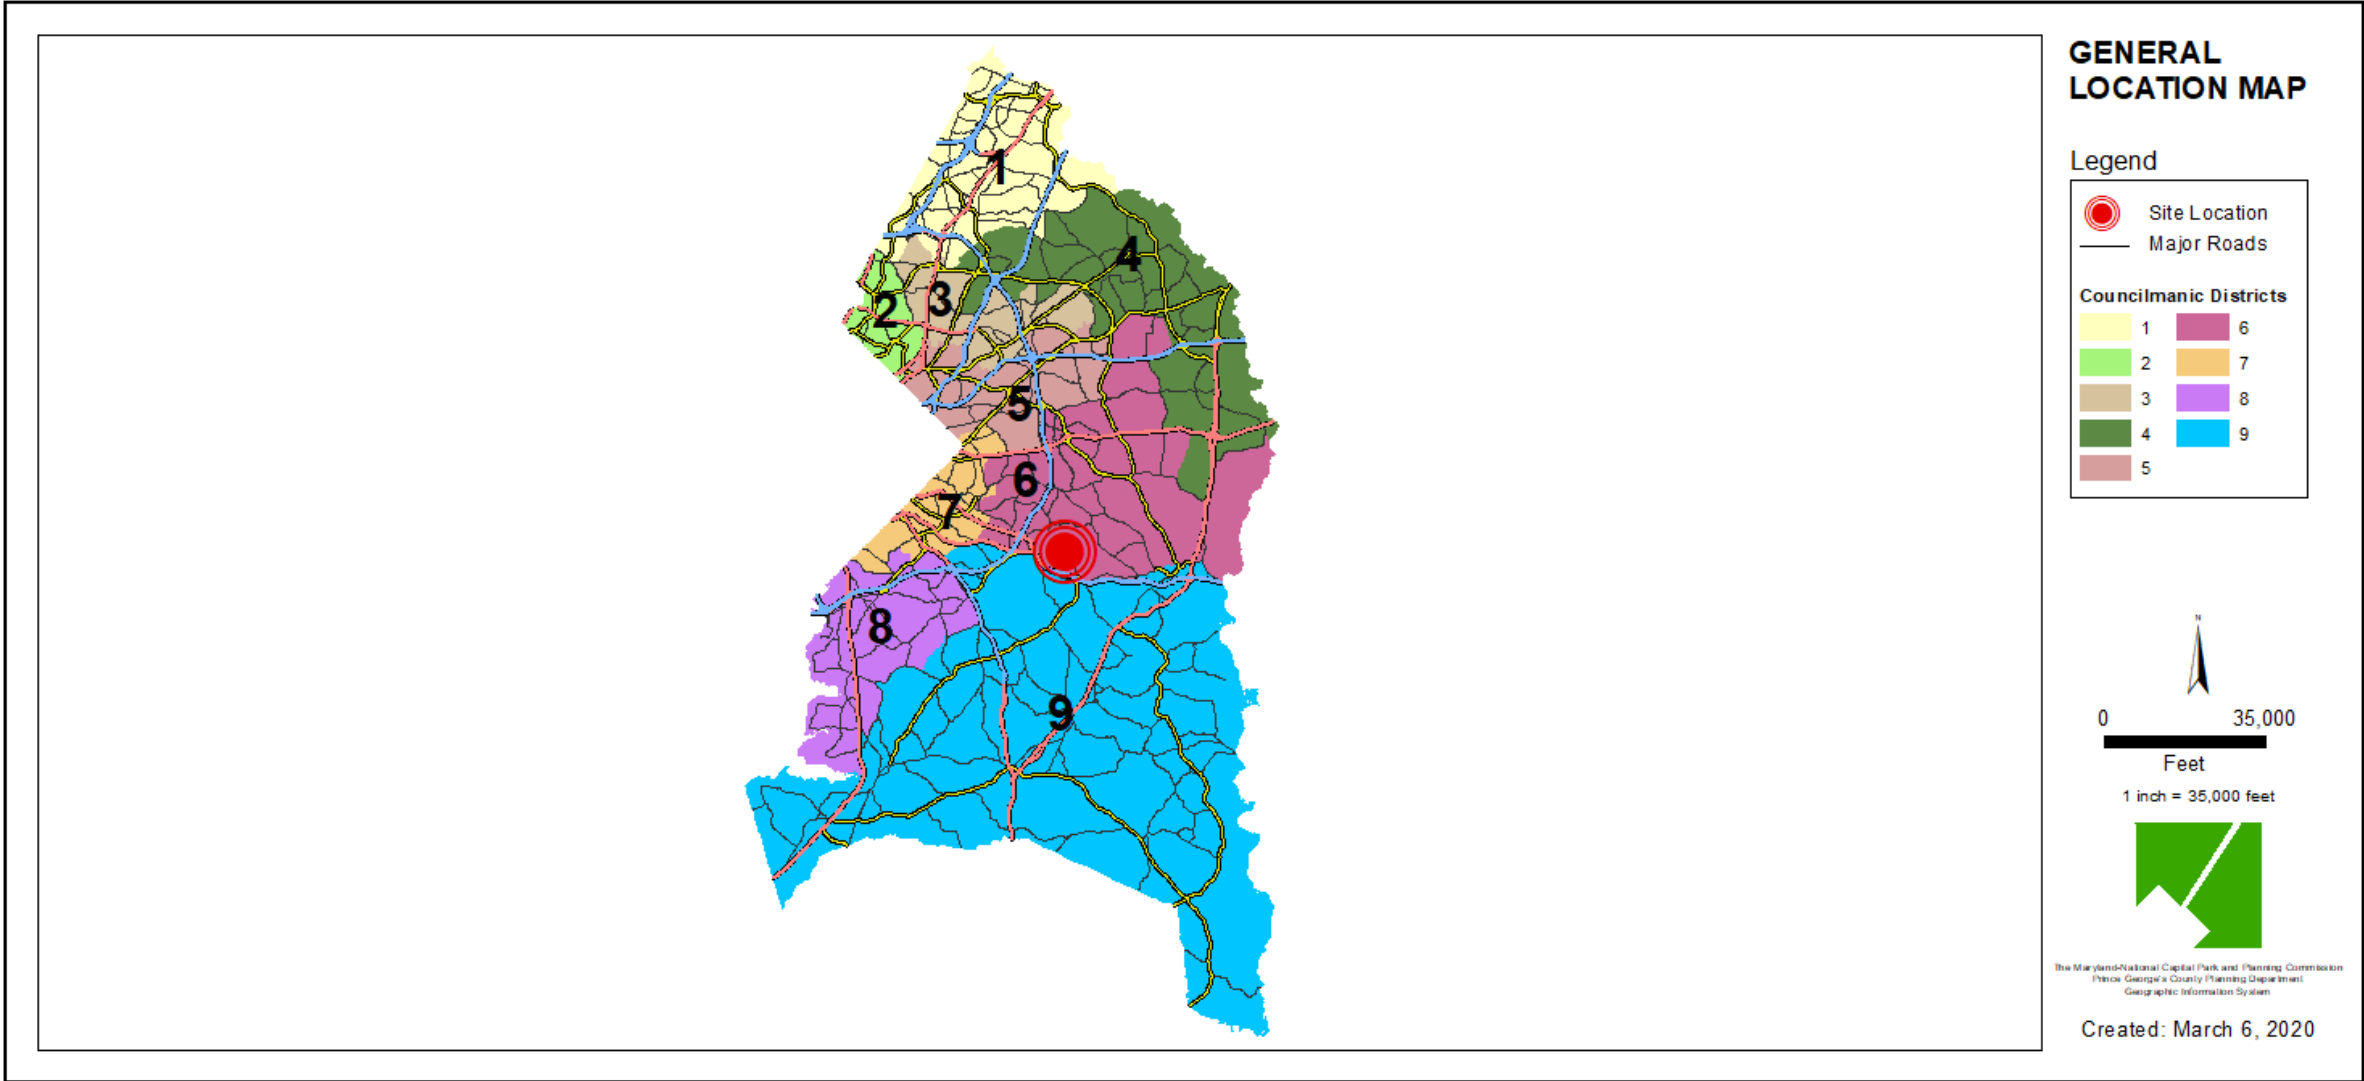 GENERAL
LOCATION MAP
Legend
Site Location
Major Roads
Councilmanic Districts
1 6
2 7
3 8
4 9
5
1
4
2
3
5
6
7
8
9
N
0 35,000
Feet
1 inch = 35,000 feet
The Maryland-National Capital Park and Planning Commission
Prince George's County Planning Department
Geographic Information System
Created: March 6, 2020